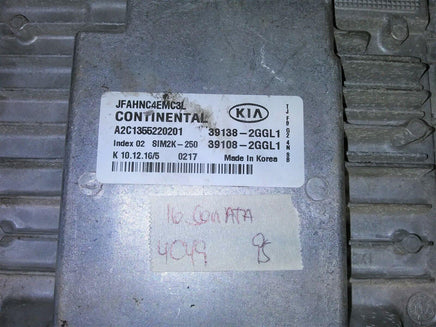 JFAHNC4EMC3L
CONTINENTAL KIA
A2C1355220201 39138-2GGL1
Index 02 SIM2K-250 39108-2GGL1
K 10.12.16/5 0217 Made in Korea
16 SonATA
4049 95